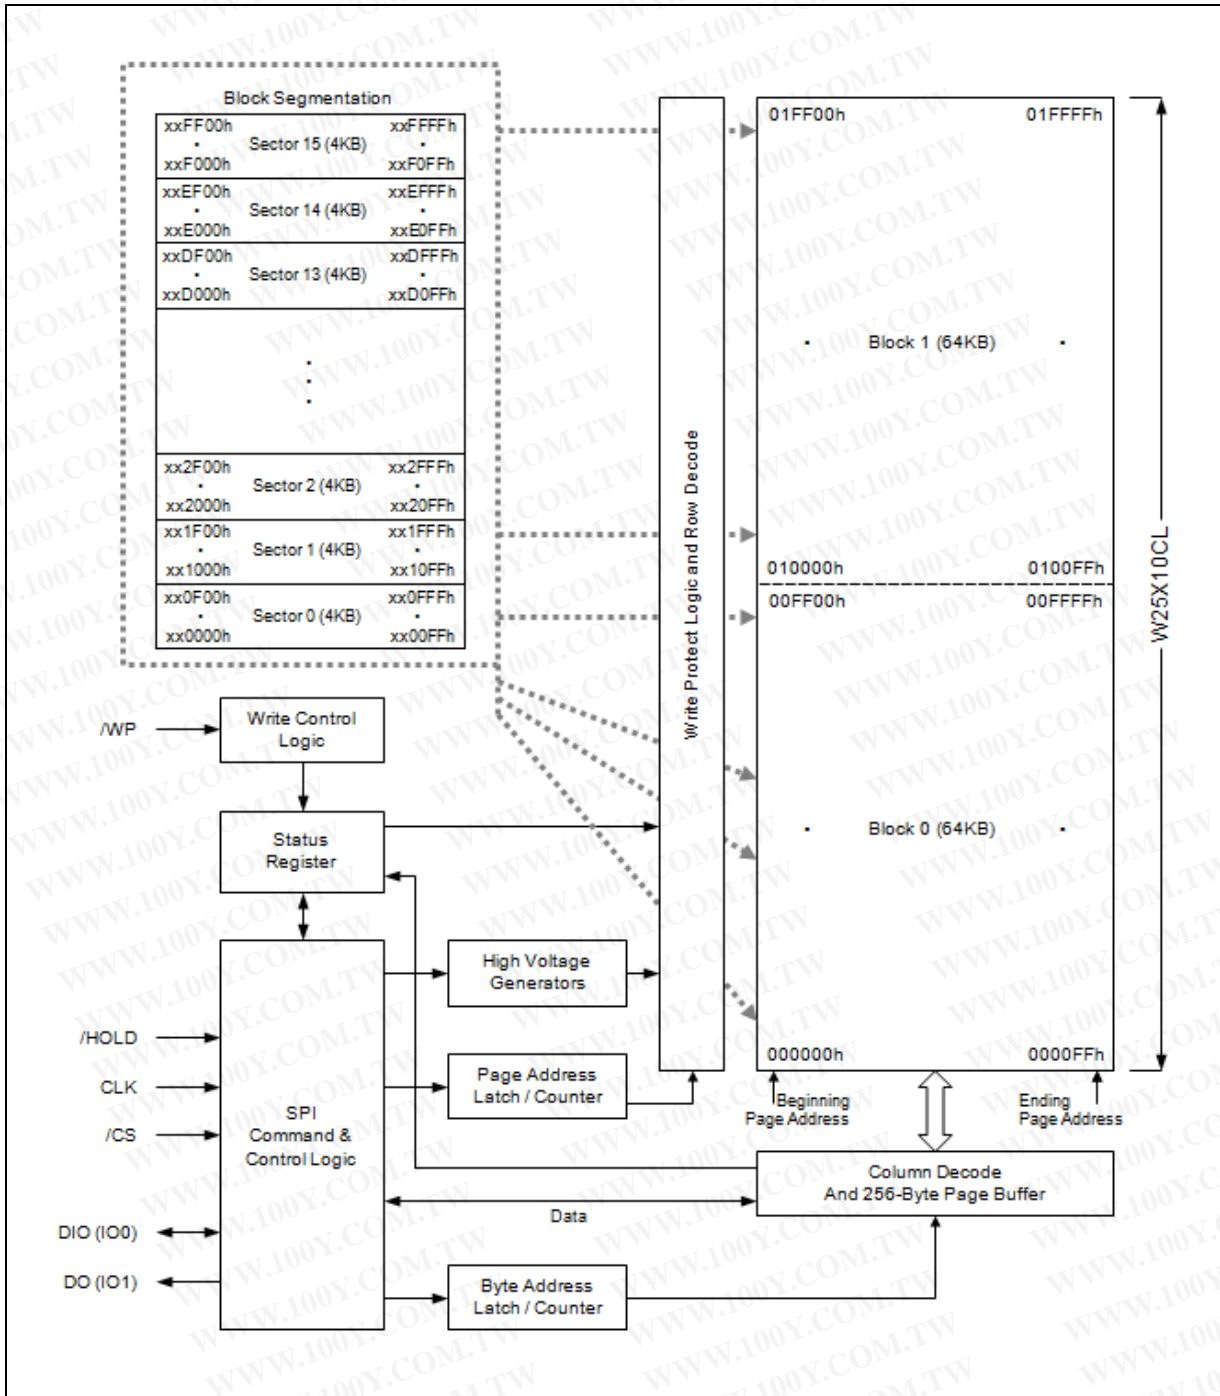 Block Segmentation
xxFF00h xxFFFFh
· Sector 15 (4KB) ·
xxF000h xxF0FFh
xxEF00h xxEFFFh
· Sector 14 (4KB) ·
xxE000h xxE0FFh
xxDF00h xxDFFFh
· Sector 13 (4KB) ·
xxD000h xxD0FFh
xx2F00h xx2FFFh
· Sector 2 (4KB) ·
xx2000h xx20FFh
xx1F00h xx1FFFh
· Sector 1 (4KB) ·
xx1000h xx10FFh
xx0F00h xx0FFFh
· Sector 0 (4KB) ·
xx0000h xx00FFh
Write Protect Logic and Row Decode
01FF00h 01FFFFh
· Block 1 (64KB) ·
010000h 0100FFh
00FF00h 00FFFFh
· Block 0 (64KB) ·
000000h 0000FFh
W25X10CL
Beginning
Page Address
Ending
Page Address
/WP
Write Control
Logic
Status
Register
High Voltage
Generators
/HOLD
CLK
/CS
DIO (IO0)
DO (IO1)
SPI
Command &
Control Logic
Page Address
Latch / Counter
Column Decode
And 256-Byte Page Buffer
Data
Byte Address
Latch / Counter
WWW.100Y.COM.TW